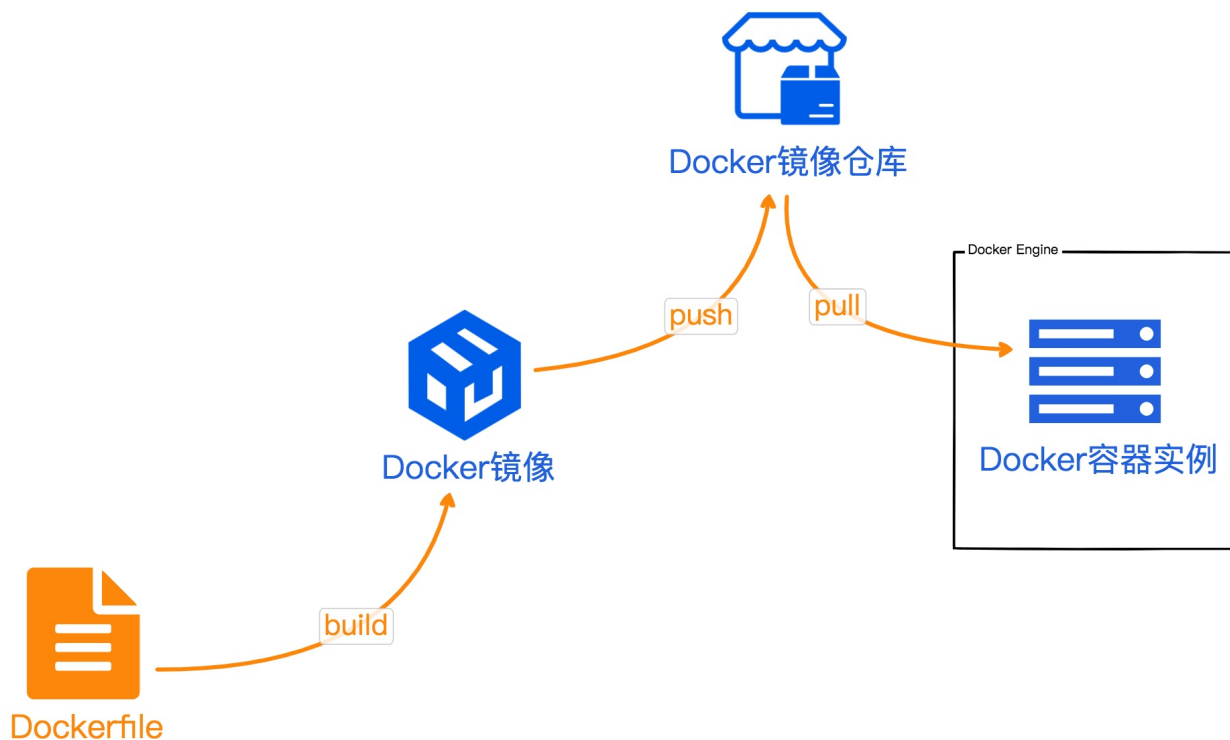 Docker镜像仓库
Docker Engine
push
pull
Docker容器实例
Docker镜像
build
Dockerfile